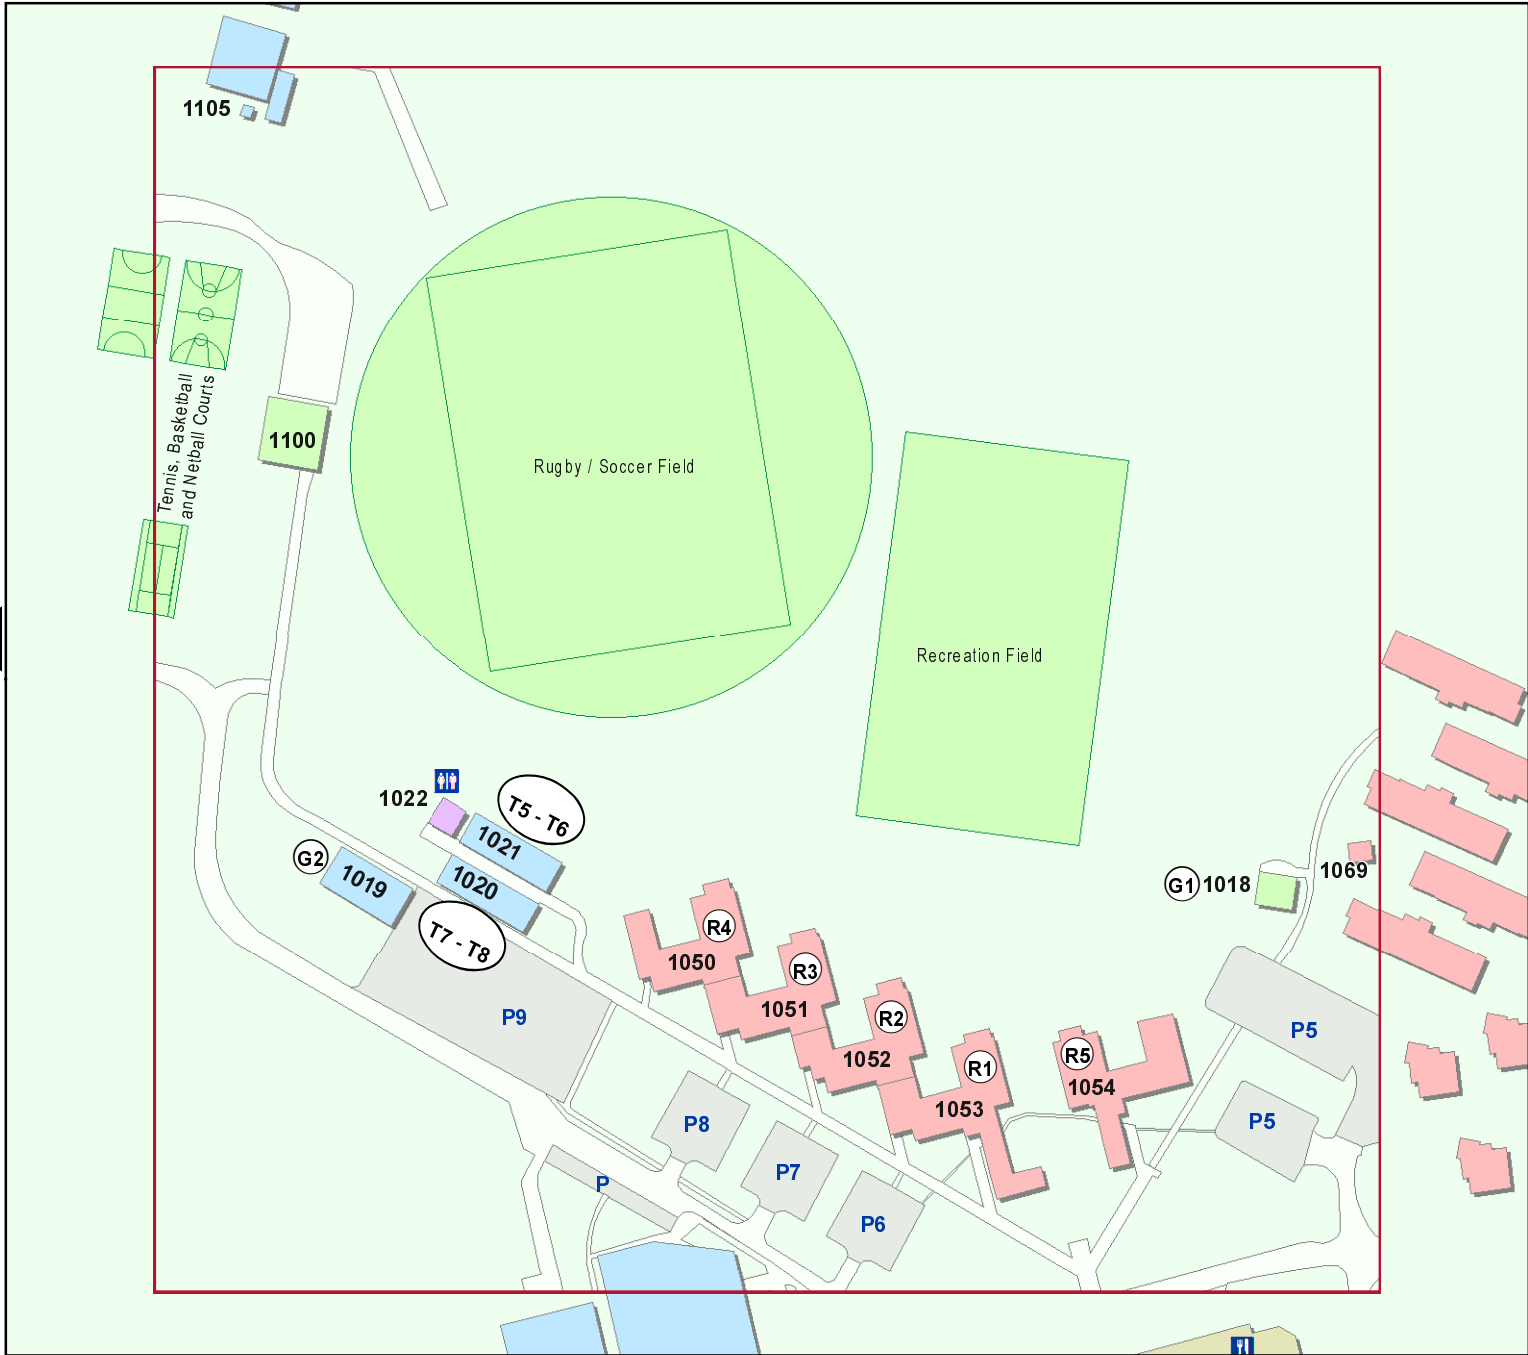 1105
Tennis, Basketball
and Netball Courts
1100
Rugby / Soccer Field
Recreation Field
1022
T5 - T6
1021
G2
1019
1020
T7 - T8
G1 1018
1069
R4
1050
R3
1051
R2
1052
R1
1053
R5
1054
P9
P5
P5
P8
P7
P
P6